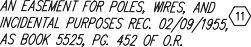 AN EASEMENT FOR POLES, WIRES, AND
INCIDENTAL PURPOSES REC. 02/09/1955, 11
AS BOOK 5525, PG. 452 OF O.R.